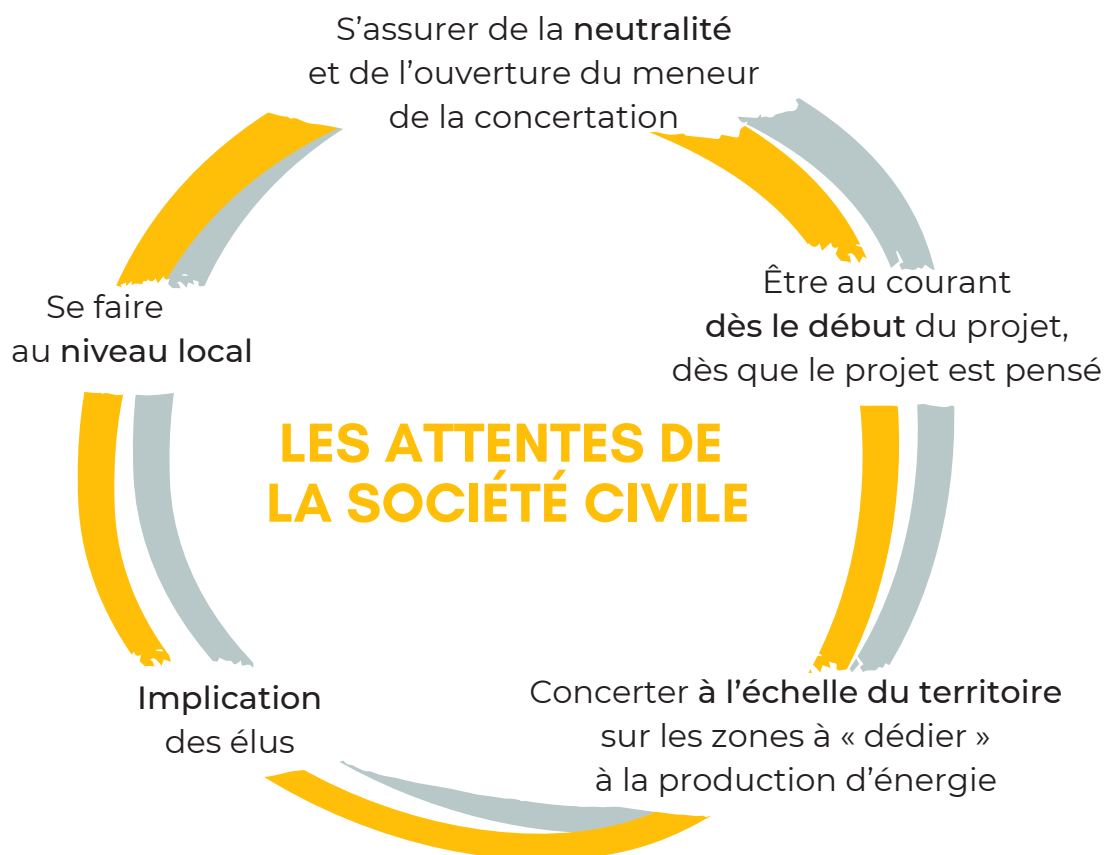 S'assurer de la neutralité
et de l'ouverture du meneur
de la concertation
Être au courant
dès le début du projet,
dès que le projet est pensé
Se faire
au niveau local
LES ATTENTES DE
LA SOCIÉTÉ CIVILE
Concerter à l'échelle du territoire
sur les zones à « dédier »
à la production d'énergie
Implication
des élus